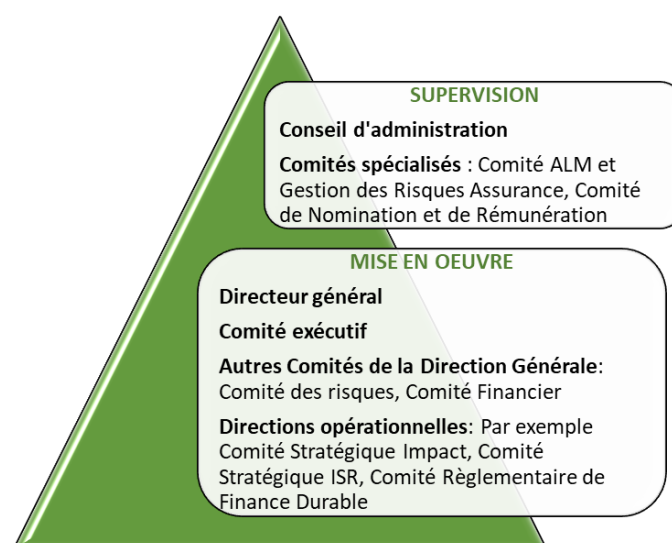 SUPERVISION
Conseil d'administration
Comités spécialisés : Comité ALM et
Gestion des Risques Assurance, Comité
de Nomination et de Rémunération
MISE EN OEUVRE
Directeur général
Comité exécutif
Autres Comités de la Direction Générale:
Comité des risques, Comité Financier
Directions opérationnelles: Par exemple
Comité Stratégique Impact, Comité
Stratégique ISR, Comité Règlementaire de
Finance Durable